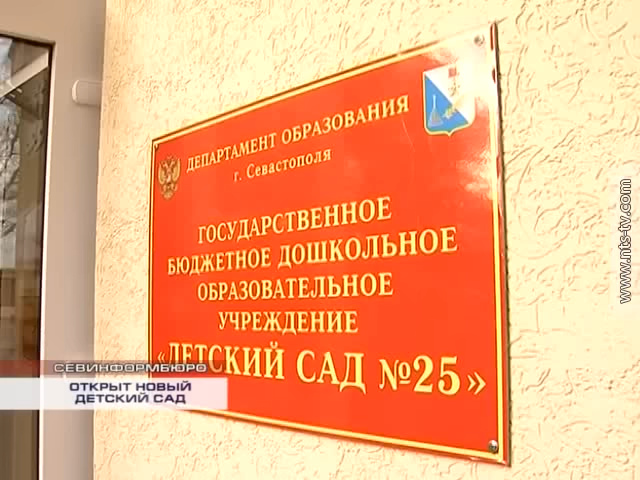 ДЕПАРТАМЕНТ ОБРАЗОВАНИЯ
г. Севастополя
ГОСУДАРСТВЕННОЕ
БЮДЖЕТНОЕ ДОШКОЛЬНОЕ
ОБРАЗОВАТЕЛЬНОЕ
УЧРЕЖДЕНИЕ
«ДЕТСКИЙ САД №25»
СЕВИНФОРМБЮРО
ОТКРЫТ НОВЫЙ
ДЕТСКИЙ САД
www.nts-tv.com